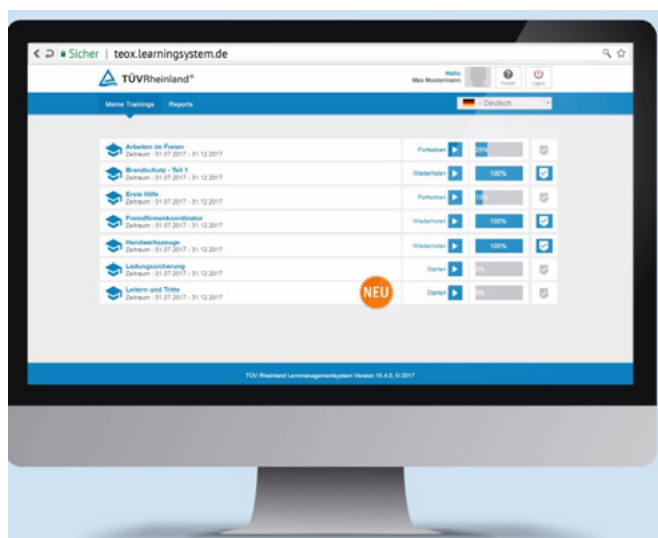 Sicher | teox.learningsystem.de
TÜVRheinland®
Hallo
Max Mustermann
Kontakt
Logout
Meine Trainings Reports
- Deutsch
Arbeiten im Freien
Zeitraum : 01.07.2017 - 31.12.2017
Fortsetzen 25%
Brandschutz - Teil 1
Zeitraum : 01.07.2017 - 31.12.2017
Wiederholen 100%
Erste Hilfe
Zeitraum : 01.07.2017 - 31.12.2017
Fortsetzen
Fremdfirmenkoordinator
Zeitraum : 01.07.2017 - 31.12.2017
Wiederholen 100%
Handwerkszeuge
Zeitraum : 01.07.2017 - 31.12.2017
Wiederholen 100%
Ladungssicherung
Zeitraum : 01.07.2017 - 31.12.2017
Starten 0%
Leitern und Tritte
Zeitraum : 01.07.2017 - 31.12.2017
NEU
Starten 0%
TÜV Rheinland Lernmanagementsystem Version 15.4.0, © 2017